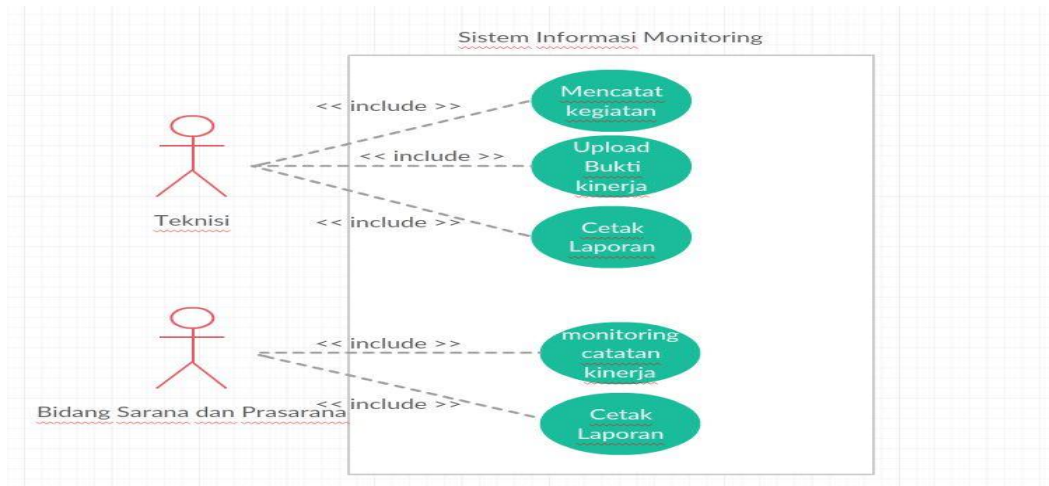 Sistem Informasi Monitoring
<< include >>
Mencatat
kegiatan
<< include >>
Upload
Bukti
kinerja
Teknisi
<< include >>
Cetak
Laporan
<< include >>
monitoring
catatan
kinerja
Bidang Sarana dan Prasarana
<< include >>
Cetak
Laporan